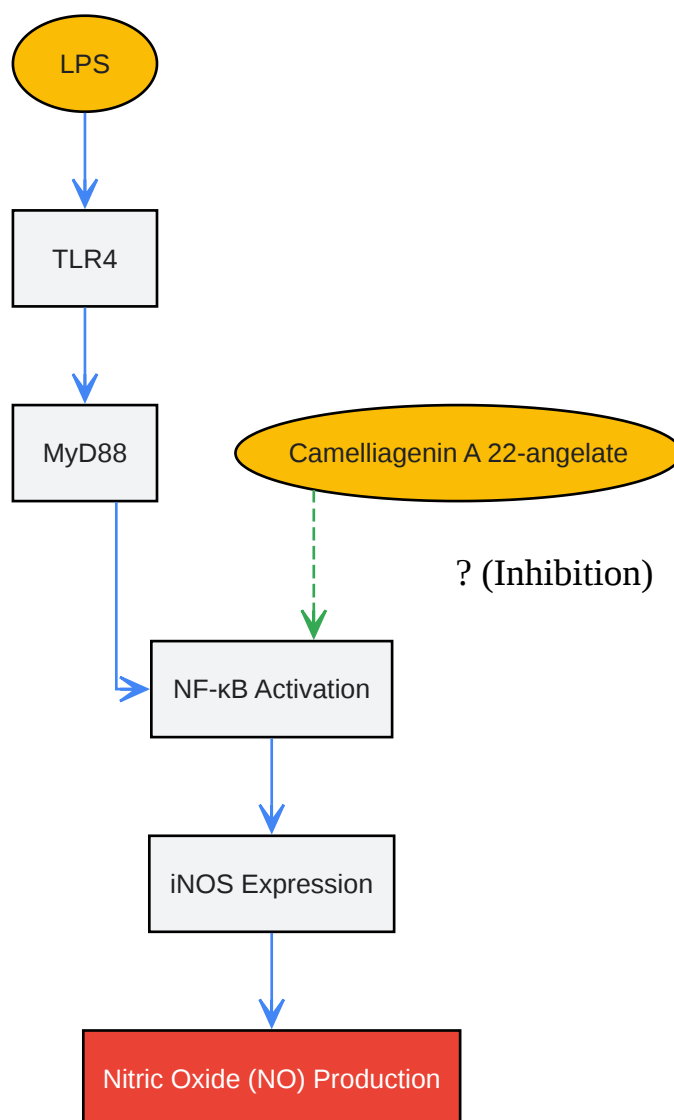 LPS
TLR4
MyD88
Camelliagenin A 22-angelate
? (Inhibition)
NF-κB Activation
iNOS Expression
Nitric Oxide (NO) Production